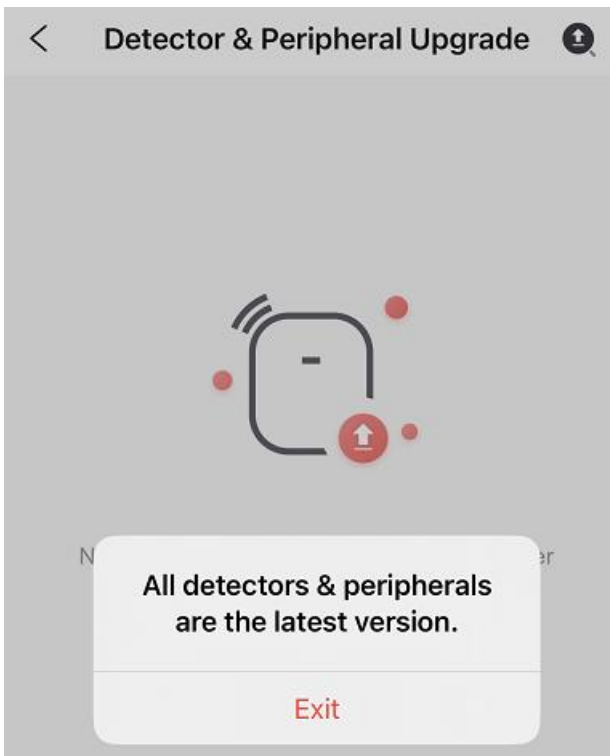 Detector & Peripheral Upgrade
All detectors & peripherals
are the latest version.
Exit